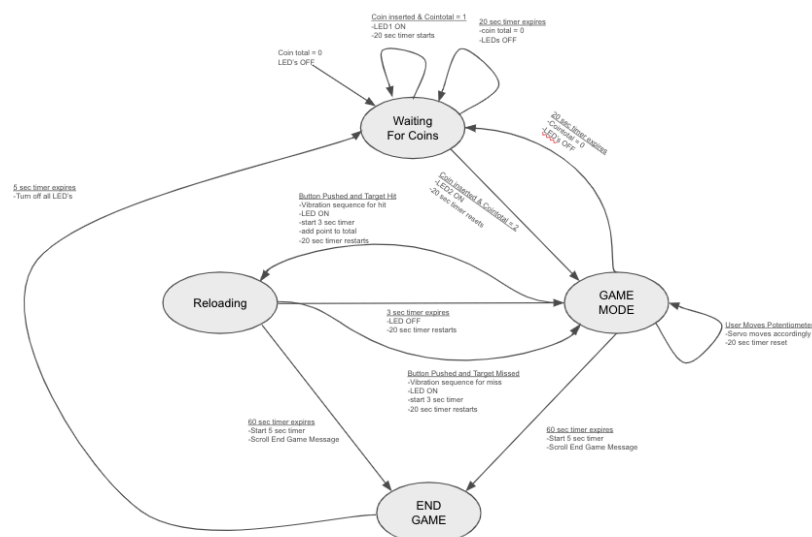 Coin inserted & Cointotal = 1
-LED1 ON
-20 sec timer starts
20 sec timer expires
-coin total = 0
-LEDs OFF
Coin total = 0
LED's OFF
Waiting
For Coins
20 sec timer expires
-Cointotal = 0
-LED's OFF
5 sec timer expires
-Turn off all LED's
Coin inserted & Cointotal = 2
-LED2 ON
-20 sec timer resets
Button Pushed and Target Hit
-Vibration sequence for hit
-LED ON
-start 3 sec timer
-add point to total
-20 sec timer restarts
Reloading
GAME
MODE
3 sec timer expires
-LED OFF
-20 sec timer restarts
User Moves Potentiometer
-Servo moves accordingly
-20 sec timer reset
Button Pushed and Target Missed
-Vibration sequence for miss
-LED ON
-start 3 sec timer
-20 sec timer restarts
60 sec timer expires
-Start 5 sec timer
-Scroll End Game Message
60 sec timer expires
-Start 5 sec timer
-Scroll End Game Message
END
GAME